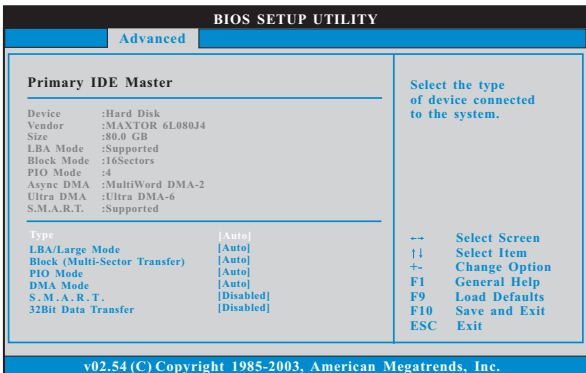 BIOS SETUP UTILITY
Advanced
Primary IDE Master
Device :Hard Disk
Vendor :MAXTOR 6L080J4
Size :80.0 GB
LBA Mode :Supported
Block Mode :16Sectors
PIO Mode :4
Async DMA :MultiWord DMA-2
Ultra DMA :Ultra DMA-6
S.M.A.R.T. :Supported
Type [Auto]
LBA/Large Mode [Auto]
Block (Multi-Sector Transfer) [Auto]
PIO Mode [Auto]
DMA Mode [Auto]
S.M.A.R.T. [Disabled]
32Bit Data Transfer [Disabled]
Select the type
of device connected
to the system.
←→ Select Screen
↑↓ Select Item
+- Change Option
F1 General Help
F9 Load Defaults
F10 Save and Exit
ESC Exit
v02.54 (C) Copyright 1985-2003, American Megatrends, Inc.